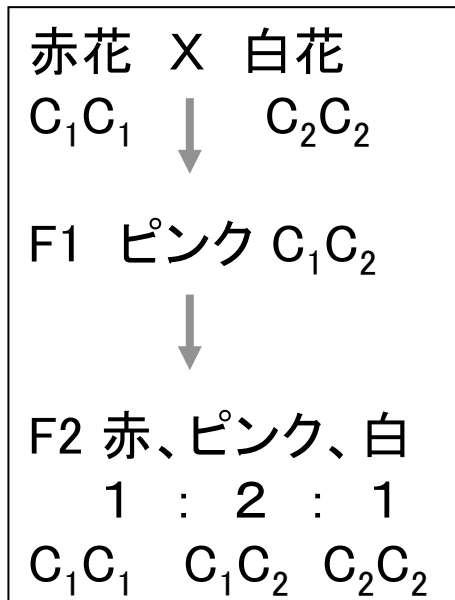 赤花 X 白花
C₁C₁ C₂C₂
F1 ピンク C₁C₂
F2 赤、ピンク、白
1 : 2 : 1
C₁C₁ C₁C₂ C₂C₂